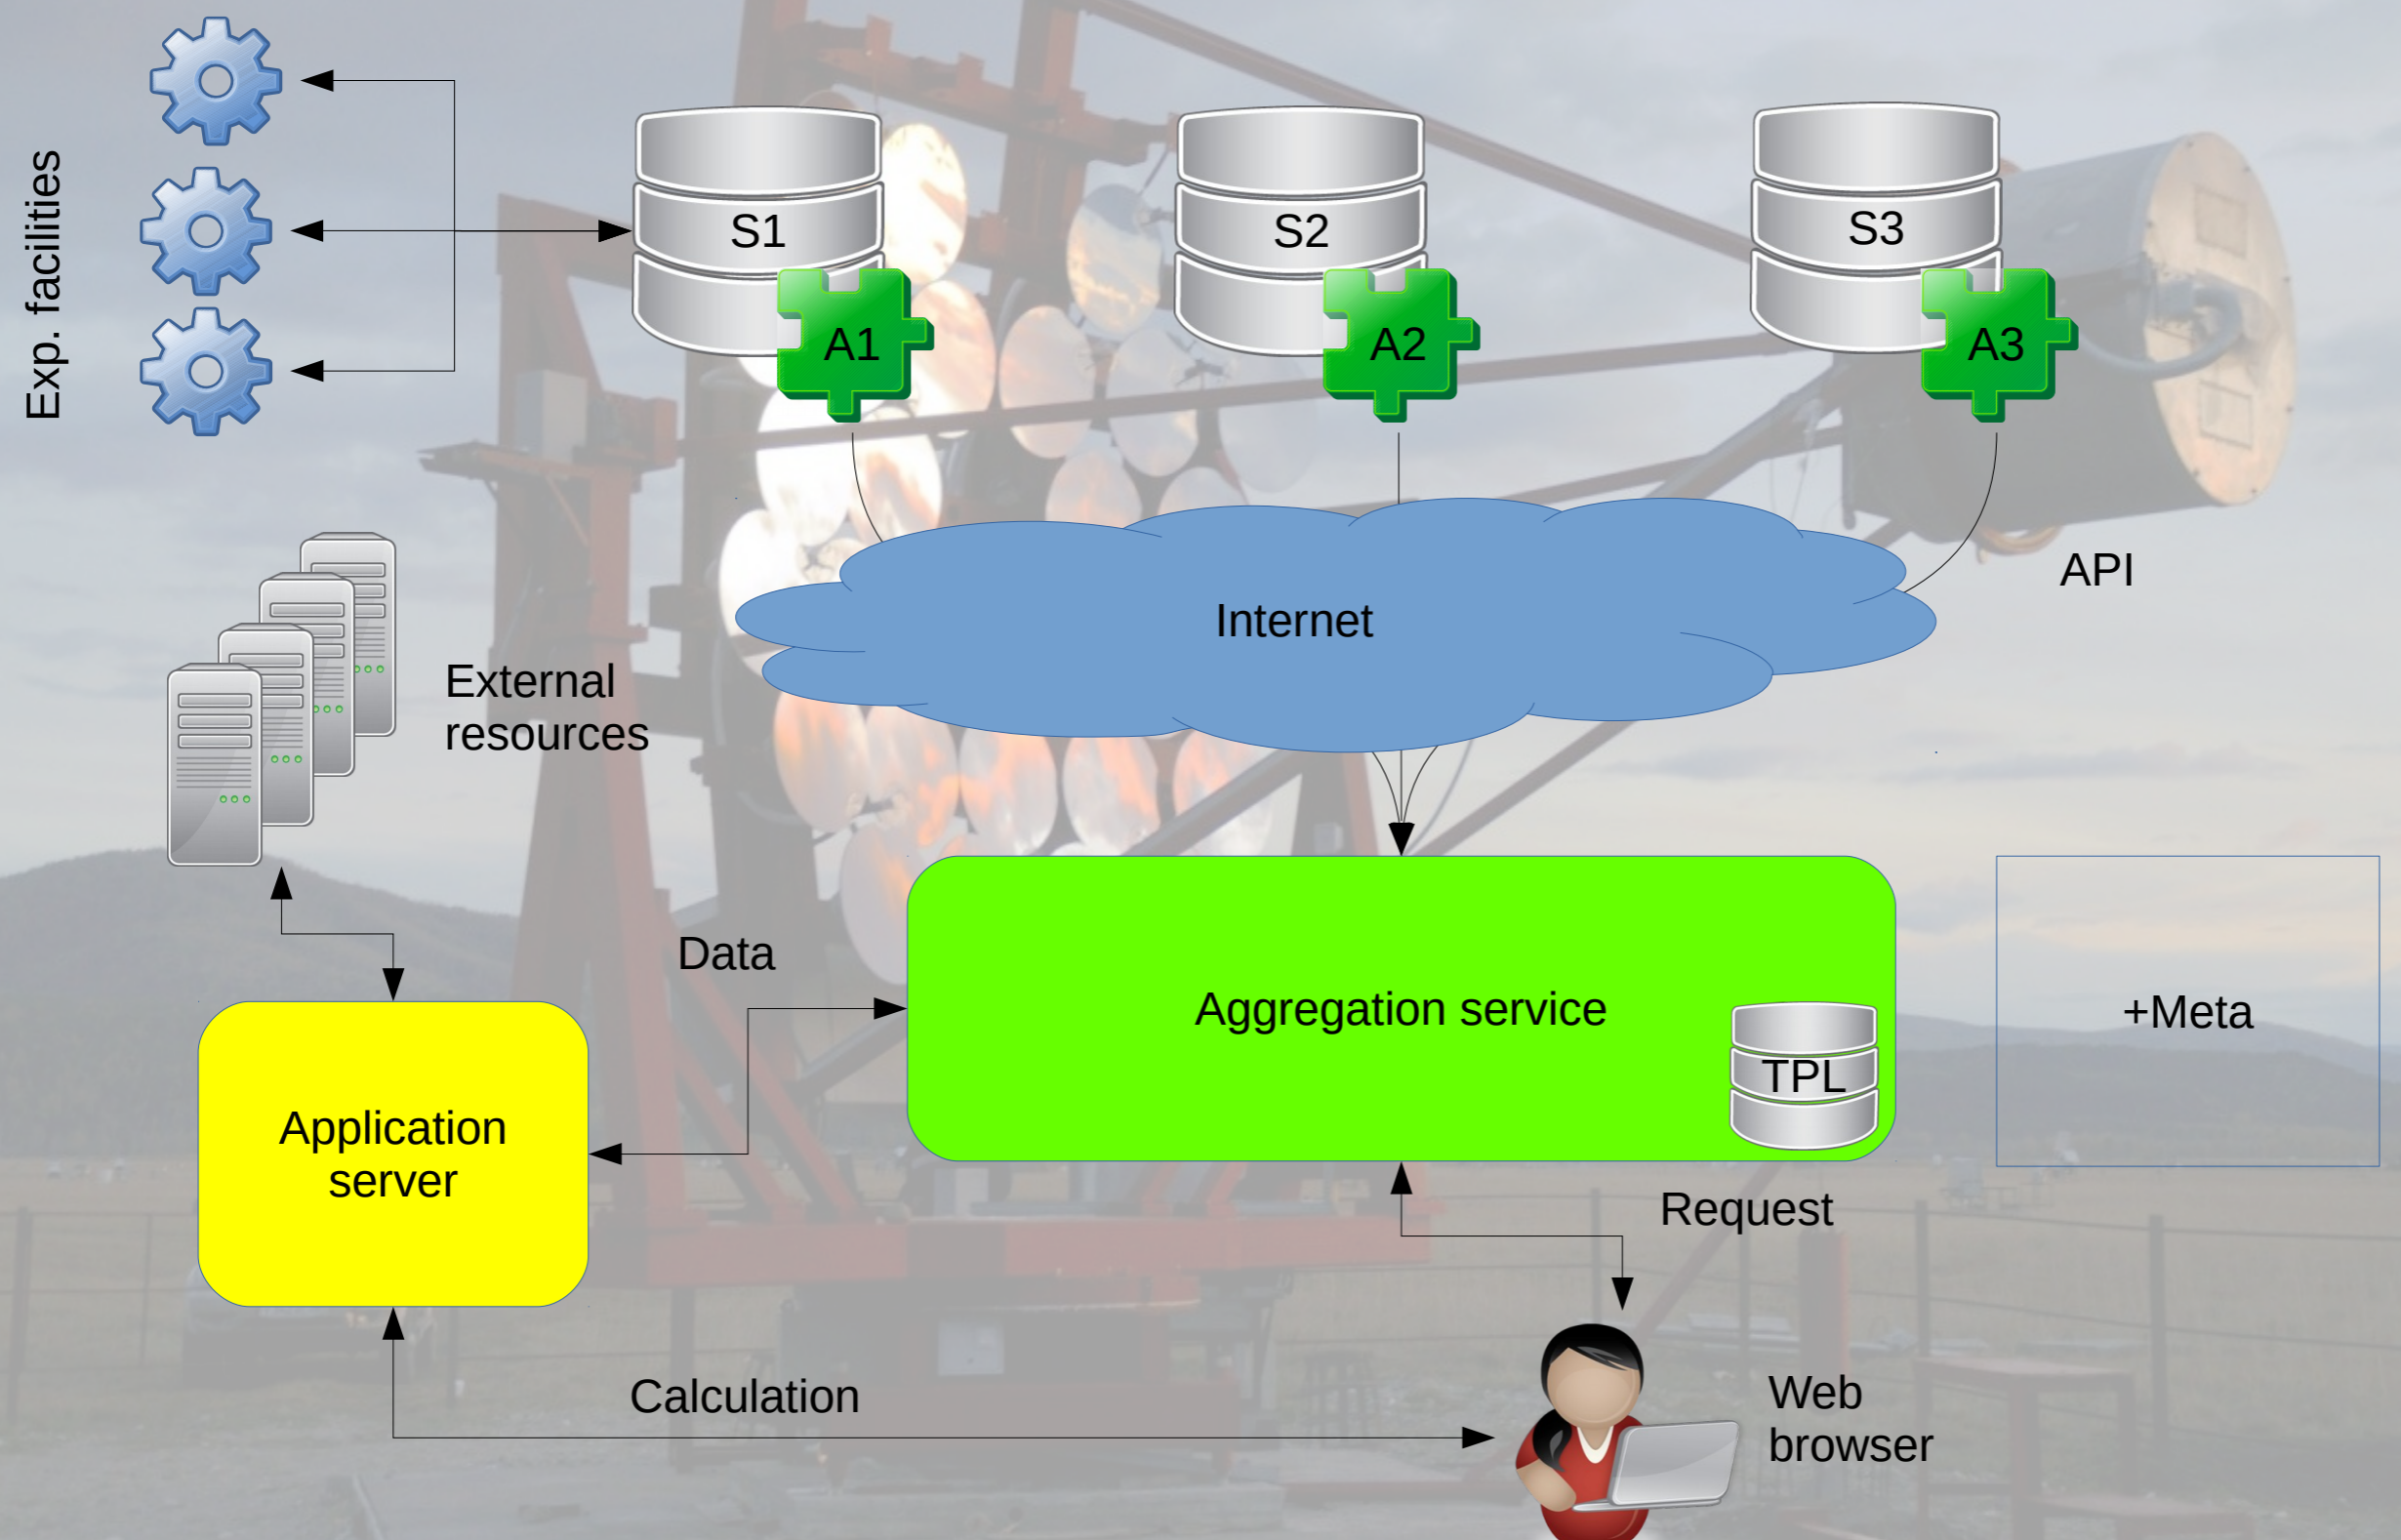 Exp. facilities
S1
S2
S3
A1
A2
A3
API
Internet
External
resources
Data
Aggregation service
TPL
+Meta
Application
server
Request
Calculation
Web
browser